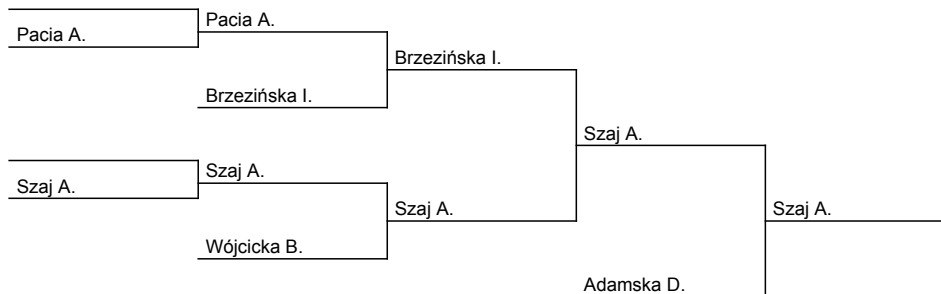 Pacia A.
Pacia A.
Brzezińska I.
Brzezińska I.
Szaj A.
Szaj A.
Szaj A.
Szaj A.
Szaj A.
Wójcicka B.
Adamska D.